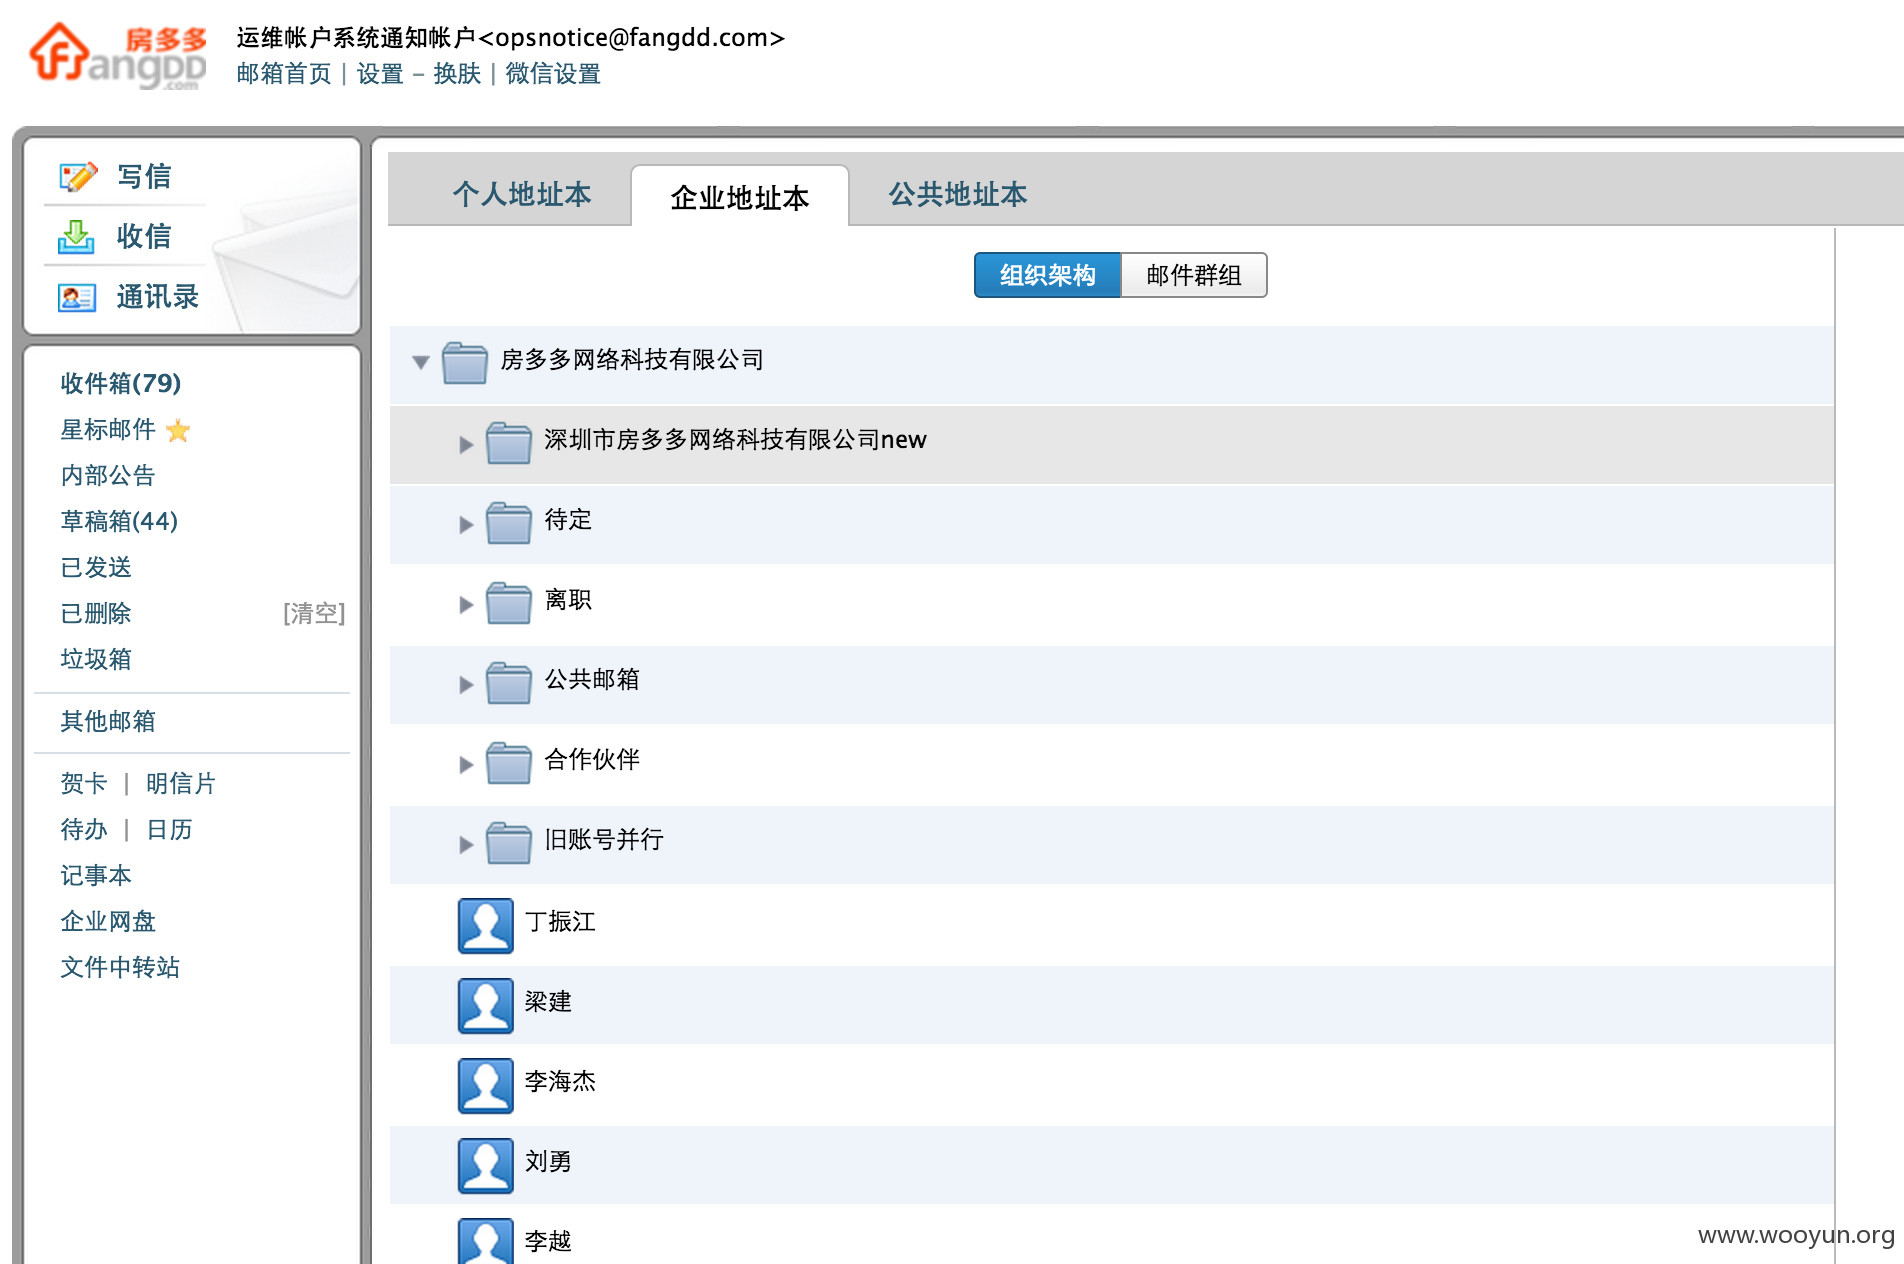 房多多
FangDD
.com
运维帐户系统通知帐户<opsnotice@fangdd.com>
邮箱首页 | 设置 - 换肤 | 微信设置
写信
收信
通讯录
收件箱(79)
星标邮件
内部公告
草稿箱(44)
已发送
已删除 [清空]
垃圾箱
其他邮箱
贺卡 | 明信片
待办 | 日历
记事本
企业网盘
文件中转站
个人地址本 企业地址本 公共地址本
组织架构 邮件群组
房多多网络科技有限公司
深圳市房多多网络科技有限公司new
待定
离职
公共邮箱
合作伙伴
旧账号并行
丁振江
梁建
李海杰
刘勇
李越
www.wooyun.org